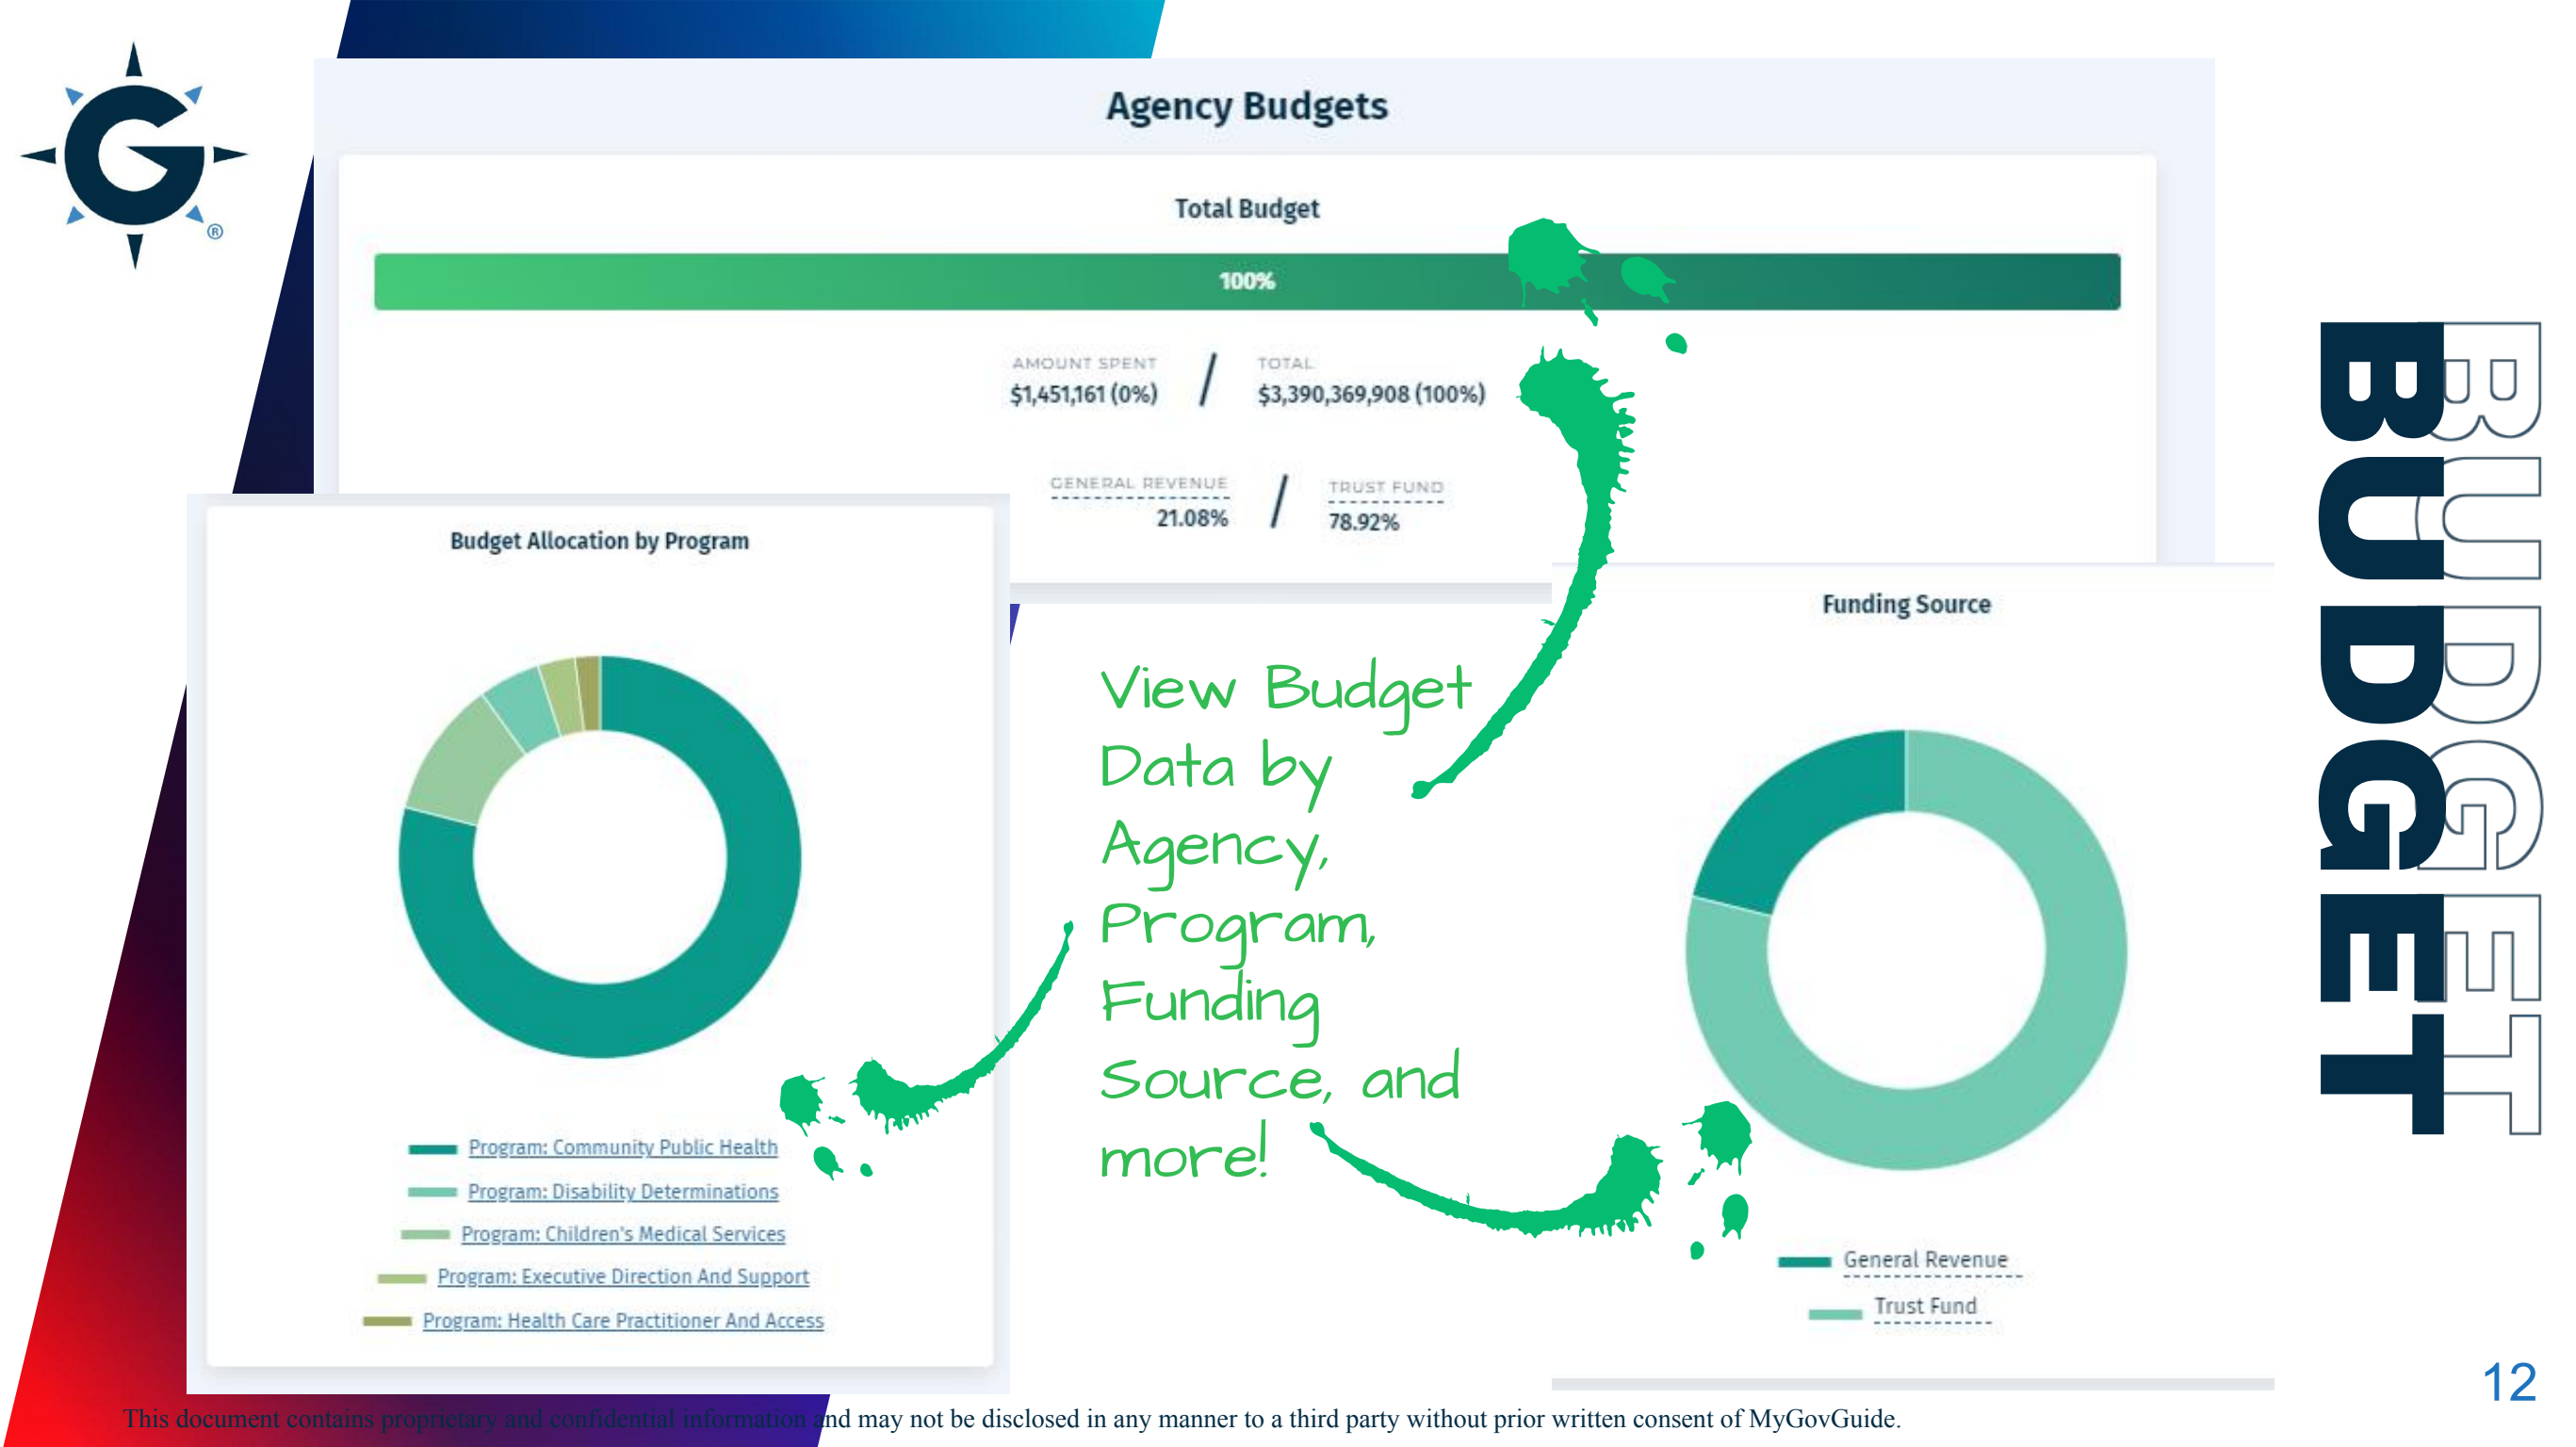 Agency Budgets
Total Budget
100%
AMOUNT SPENT
$1,451,161 (0%)
/
TOTAL
$3,390,369,908 (100%)
GENERAL REVENUE
21.08%
/
TRUST FUND
78.92%
Budget Allocation by Program
Program: Community Public Health
Program: Disability Determinations
Program: Children's Medical Services
Program: Executive Direction And Support
Program: Health Care Practitioner And Access
View Budget
Data by
Agency,
Program,
Funding
Source, and
more!
Funding Source
General Revenue
Trust Fund
BUDGET
BUDGET
G
®
12
This document contains proprietary and confidential information and may not be disclosed in any manner to a third party without prior written consent of MyGovGuide.